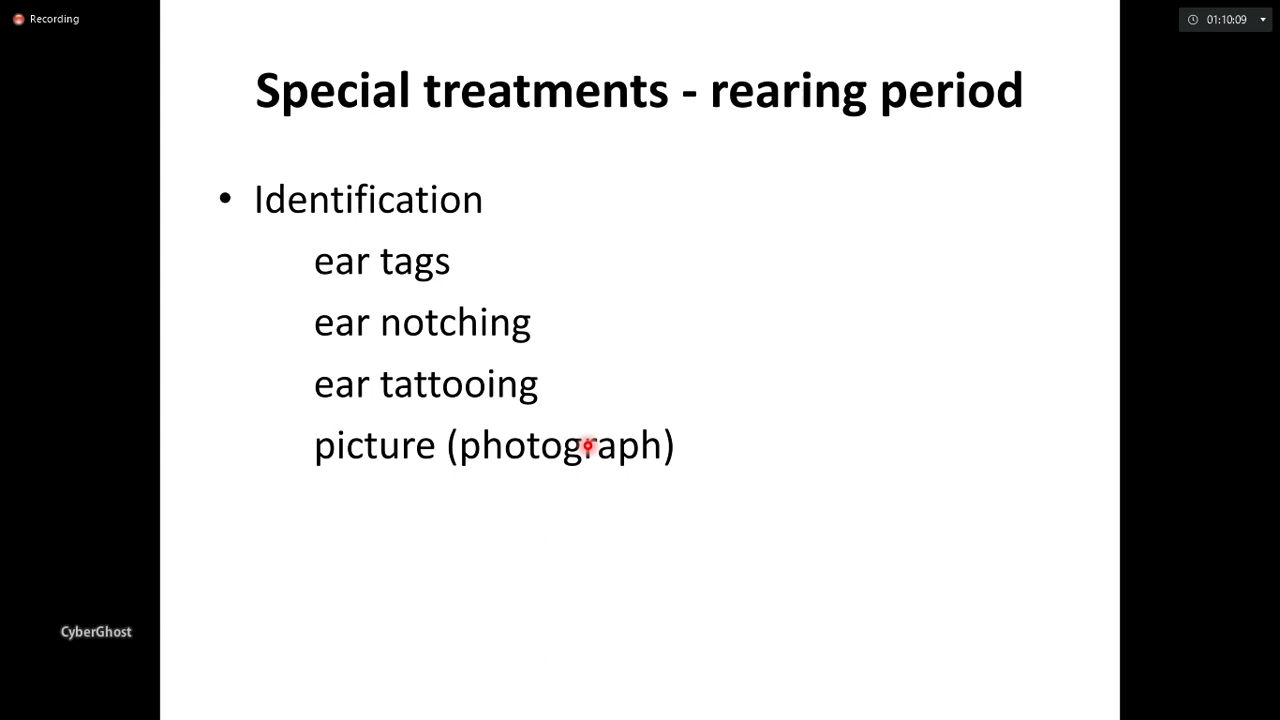 Recording
01:10:09
Special treatments - rearing period
• Identification
ear tags
ear notching
ear tattooing
picture (photograph)
CyberGhost